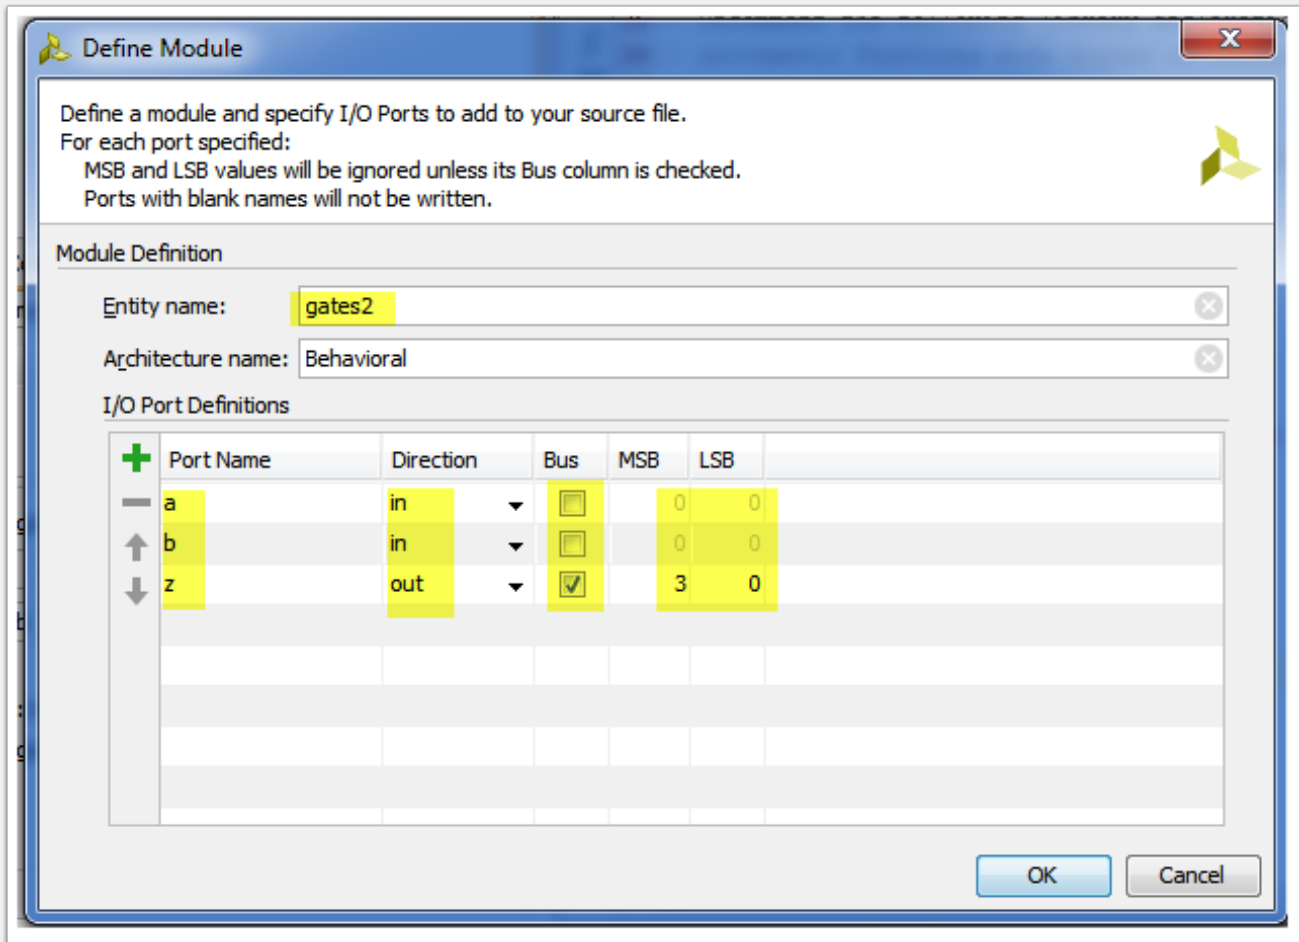 Define Module
Define a module and specify I/O Ports to add to your source file.
For each port specified:
MSB and LSB values will be ignored unless its Bus column is checked.
Ports with blank names will not be written.
Module Definition
Entity name: gates2
Architecture name: Behavioral
I/O Port Definitions
Port Name Direction Bus MSB LSB
a in 0 0
b in 0 0
z out 3 0
OK Cancel